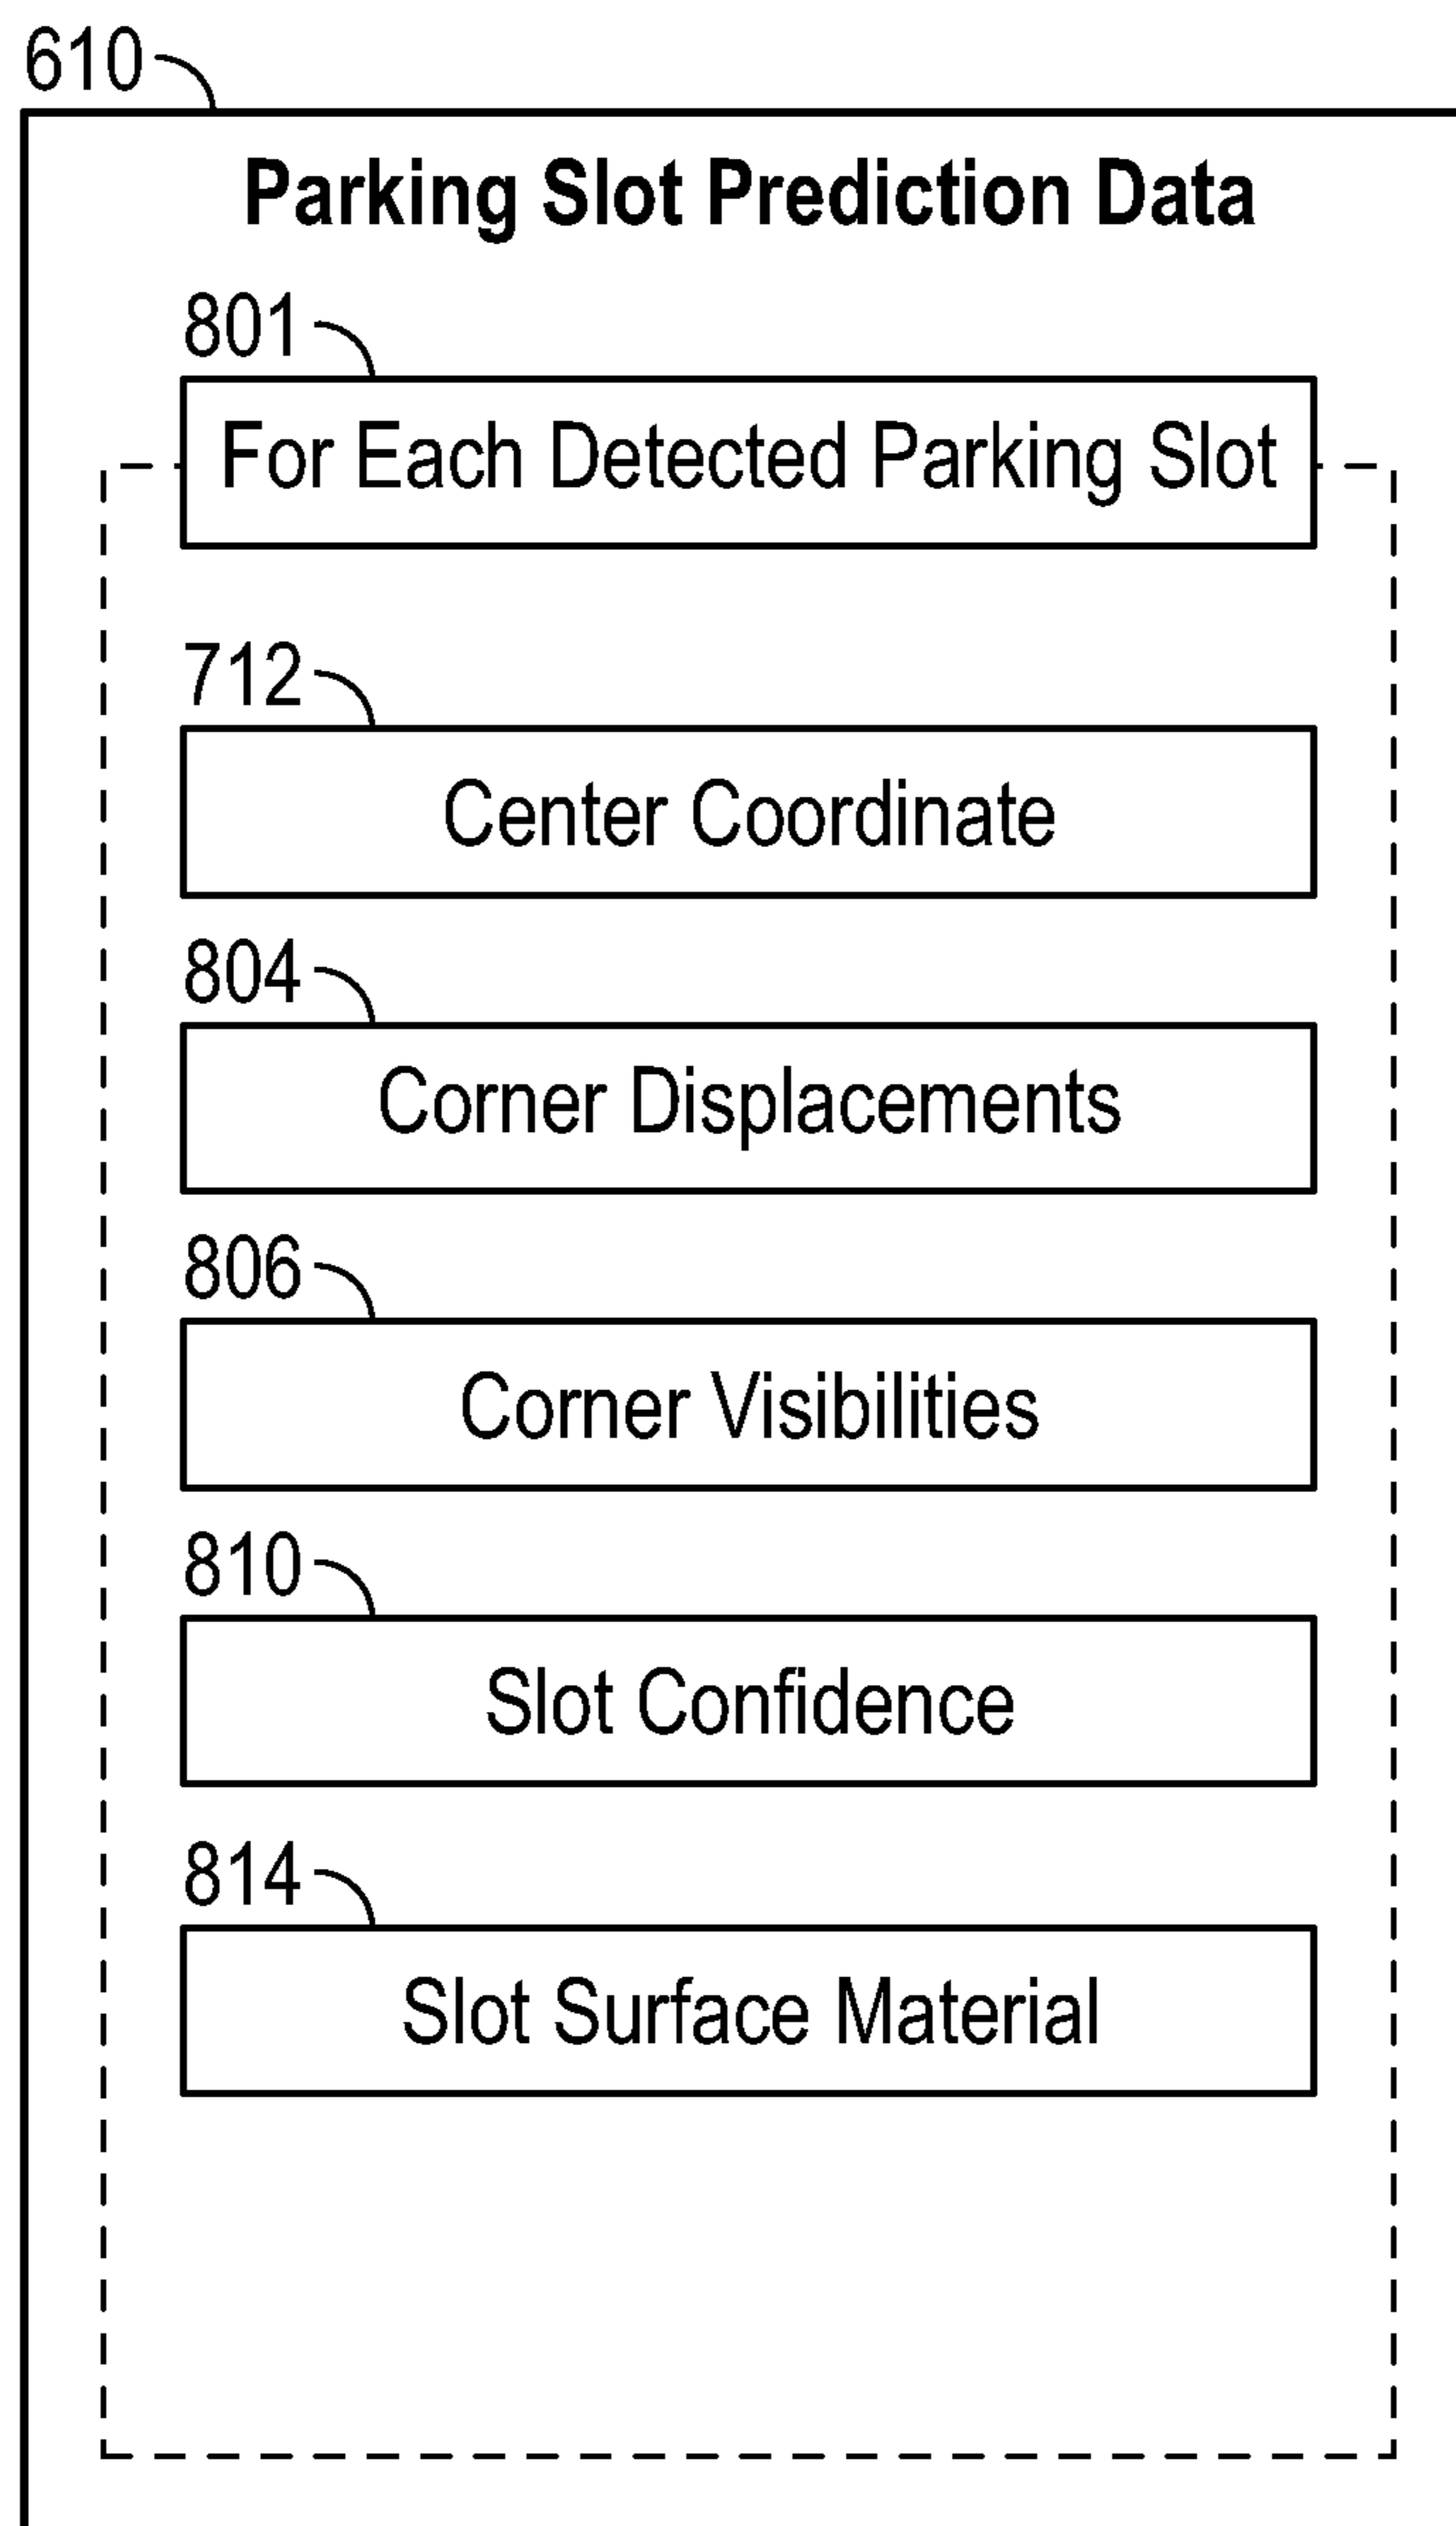 610
Parking Slot Prediction Data
801
For Each Detected Parking Slot
712
Center Coordinate
804
Corner Displacements
806
Corner Visibilities
810
Slot Confidence
814
Slot Surface Material